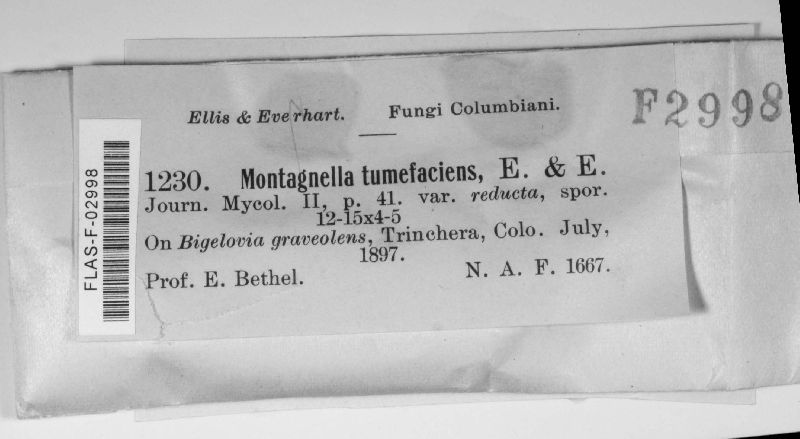 Ellis & Everhart. Fungi Columbiani.
F2998
FLAS-F-02998
1230. Montagnella tumefaciens, E. & E.
Journ. Mycol. II, p. 41. var. reducta, spor.
12-15x4-5
On Bigelovia graveolens, Trinchera, Colo. July,
1897.
Prof. E. Bethel. N. A. F. 1667.